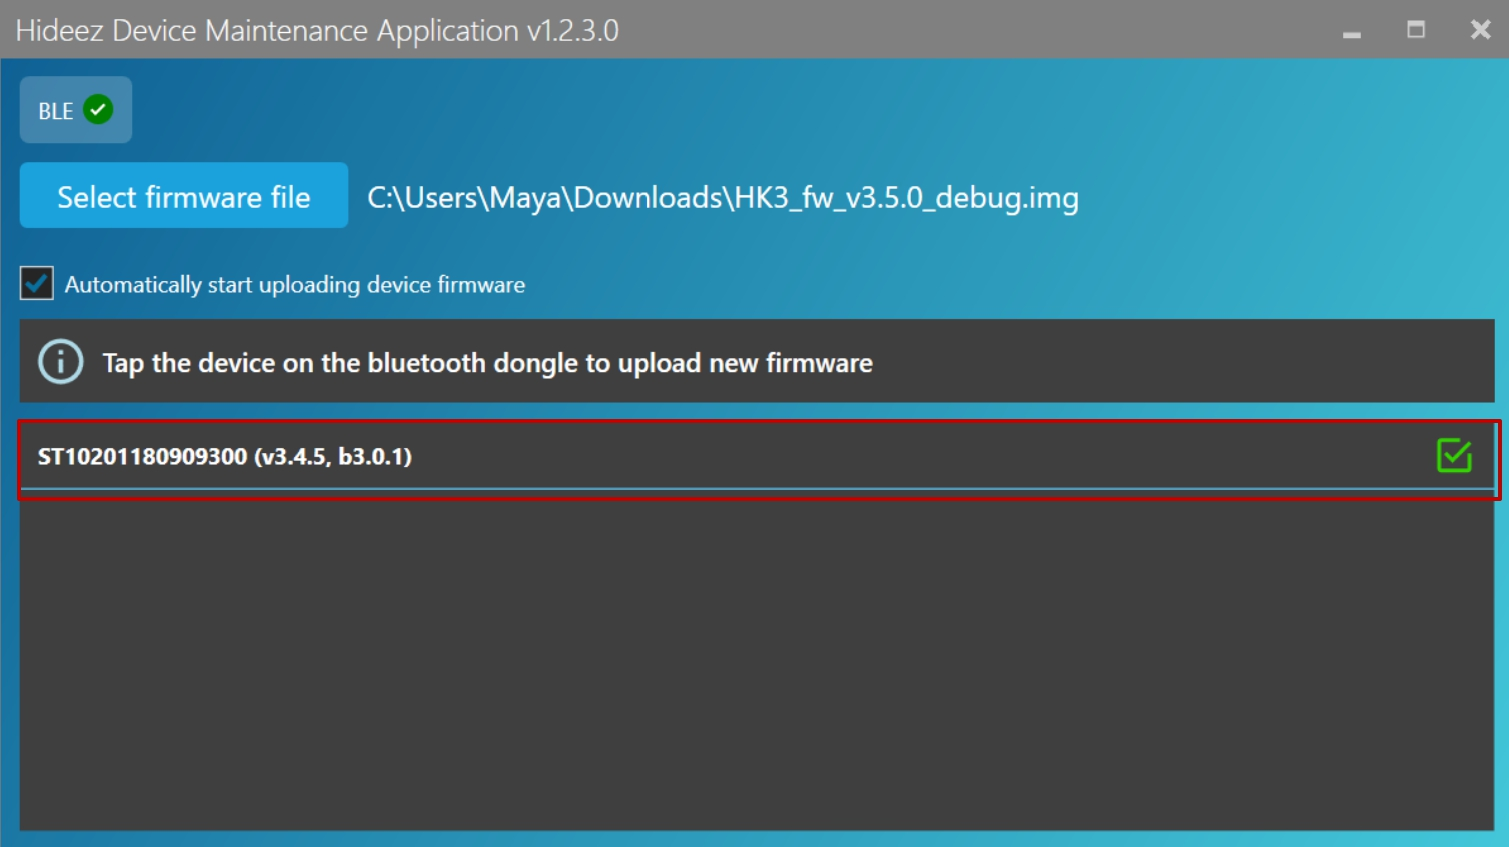 Hideez Device Maintenance Application v1.2.3.0
BLE
Select firmware file C:\Users\Maya\Downloads\HK3_fw_v3.5.0_debug.img
Automatically start uploading device firmware
Tap the device on the bluetooth dongle to upload new firmware
ST10201180909300 (v3.4.5, b3.0.1)